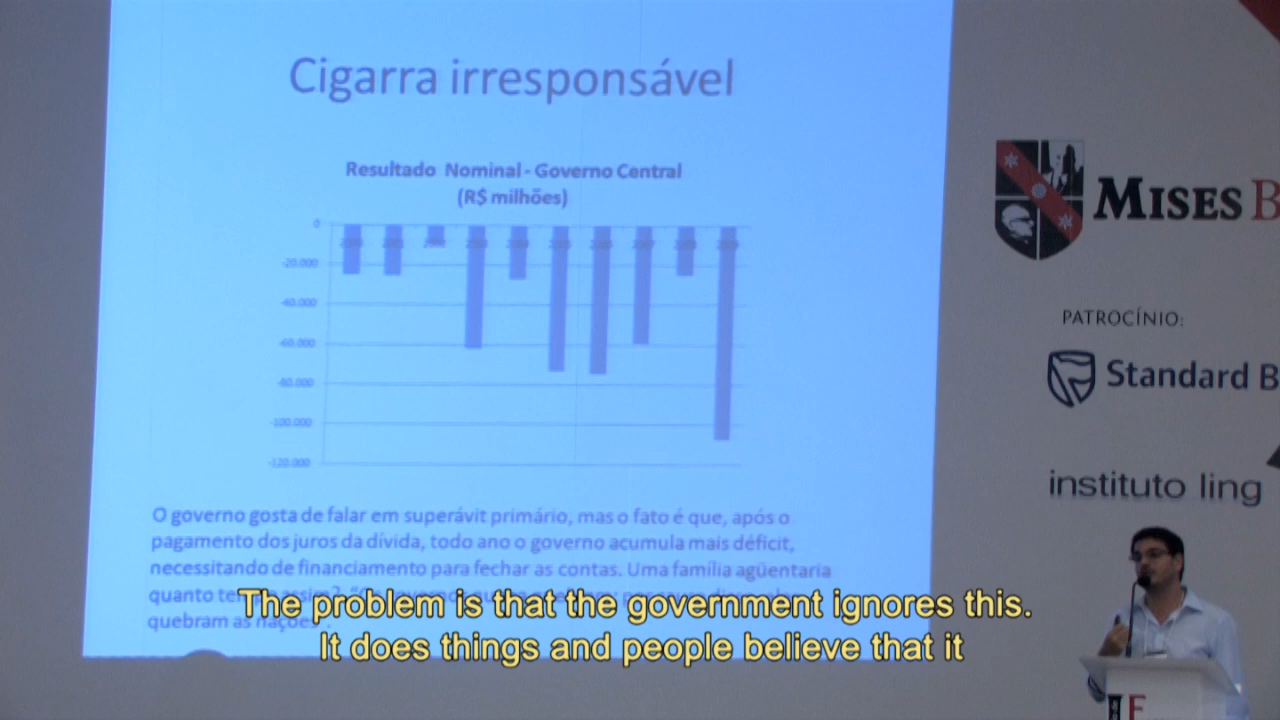 Cigarra irresponsável
Resultado Nominal - Governo Central
(R$ milhões)
0
-20.000
-40.000
-60.000
-80.000
-100.000
-120.000
O governo gosta de falar em superávit primário, mas o fato é que, após o
pagamento dos juros da dívida, todo ano o governo acumula mais déficit,
necessitando de financiamento para fechar as contas. Uma família agüentaria
quanto
quebram as nações".
The problem is that the government ignores this.
It does things and people believe that it
MISES B
PATROCÍNIO:
Standard B
instituto ling
IF